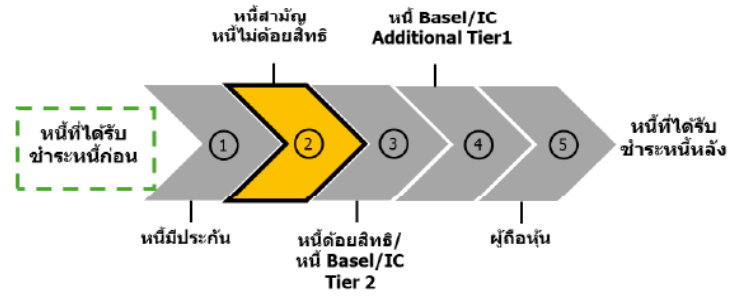 หนี้สามัญ
หนี้ไม่ด้อยสิทธิ
หนี้ Basel/IC
Additional Tier1
หนี้ที่ได้รับ
ชำระหนี้ก่อน
1
2
3
4
5
หนี้ที่ได้รับ
ชำระหนี้หลัง
หนี้มีประกัน
หนี้ด้อยสิทธิ/
หนี้ Basel/IC
Tier 2
ผู้ถือหุ้น